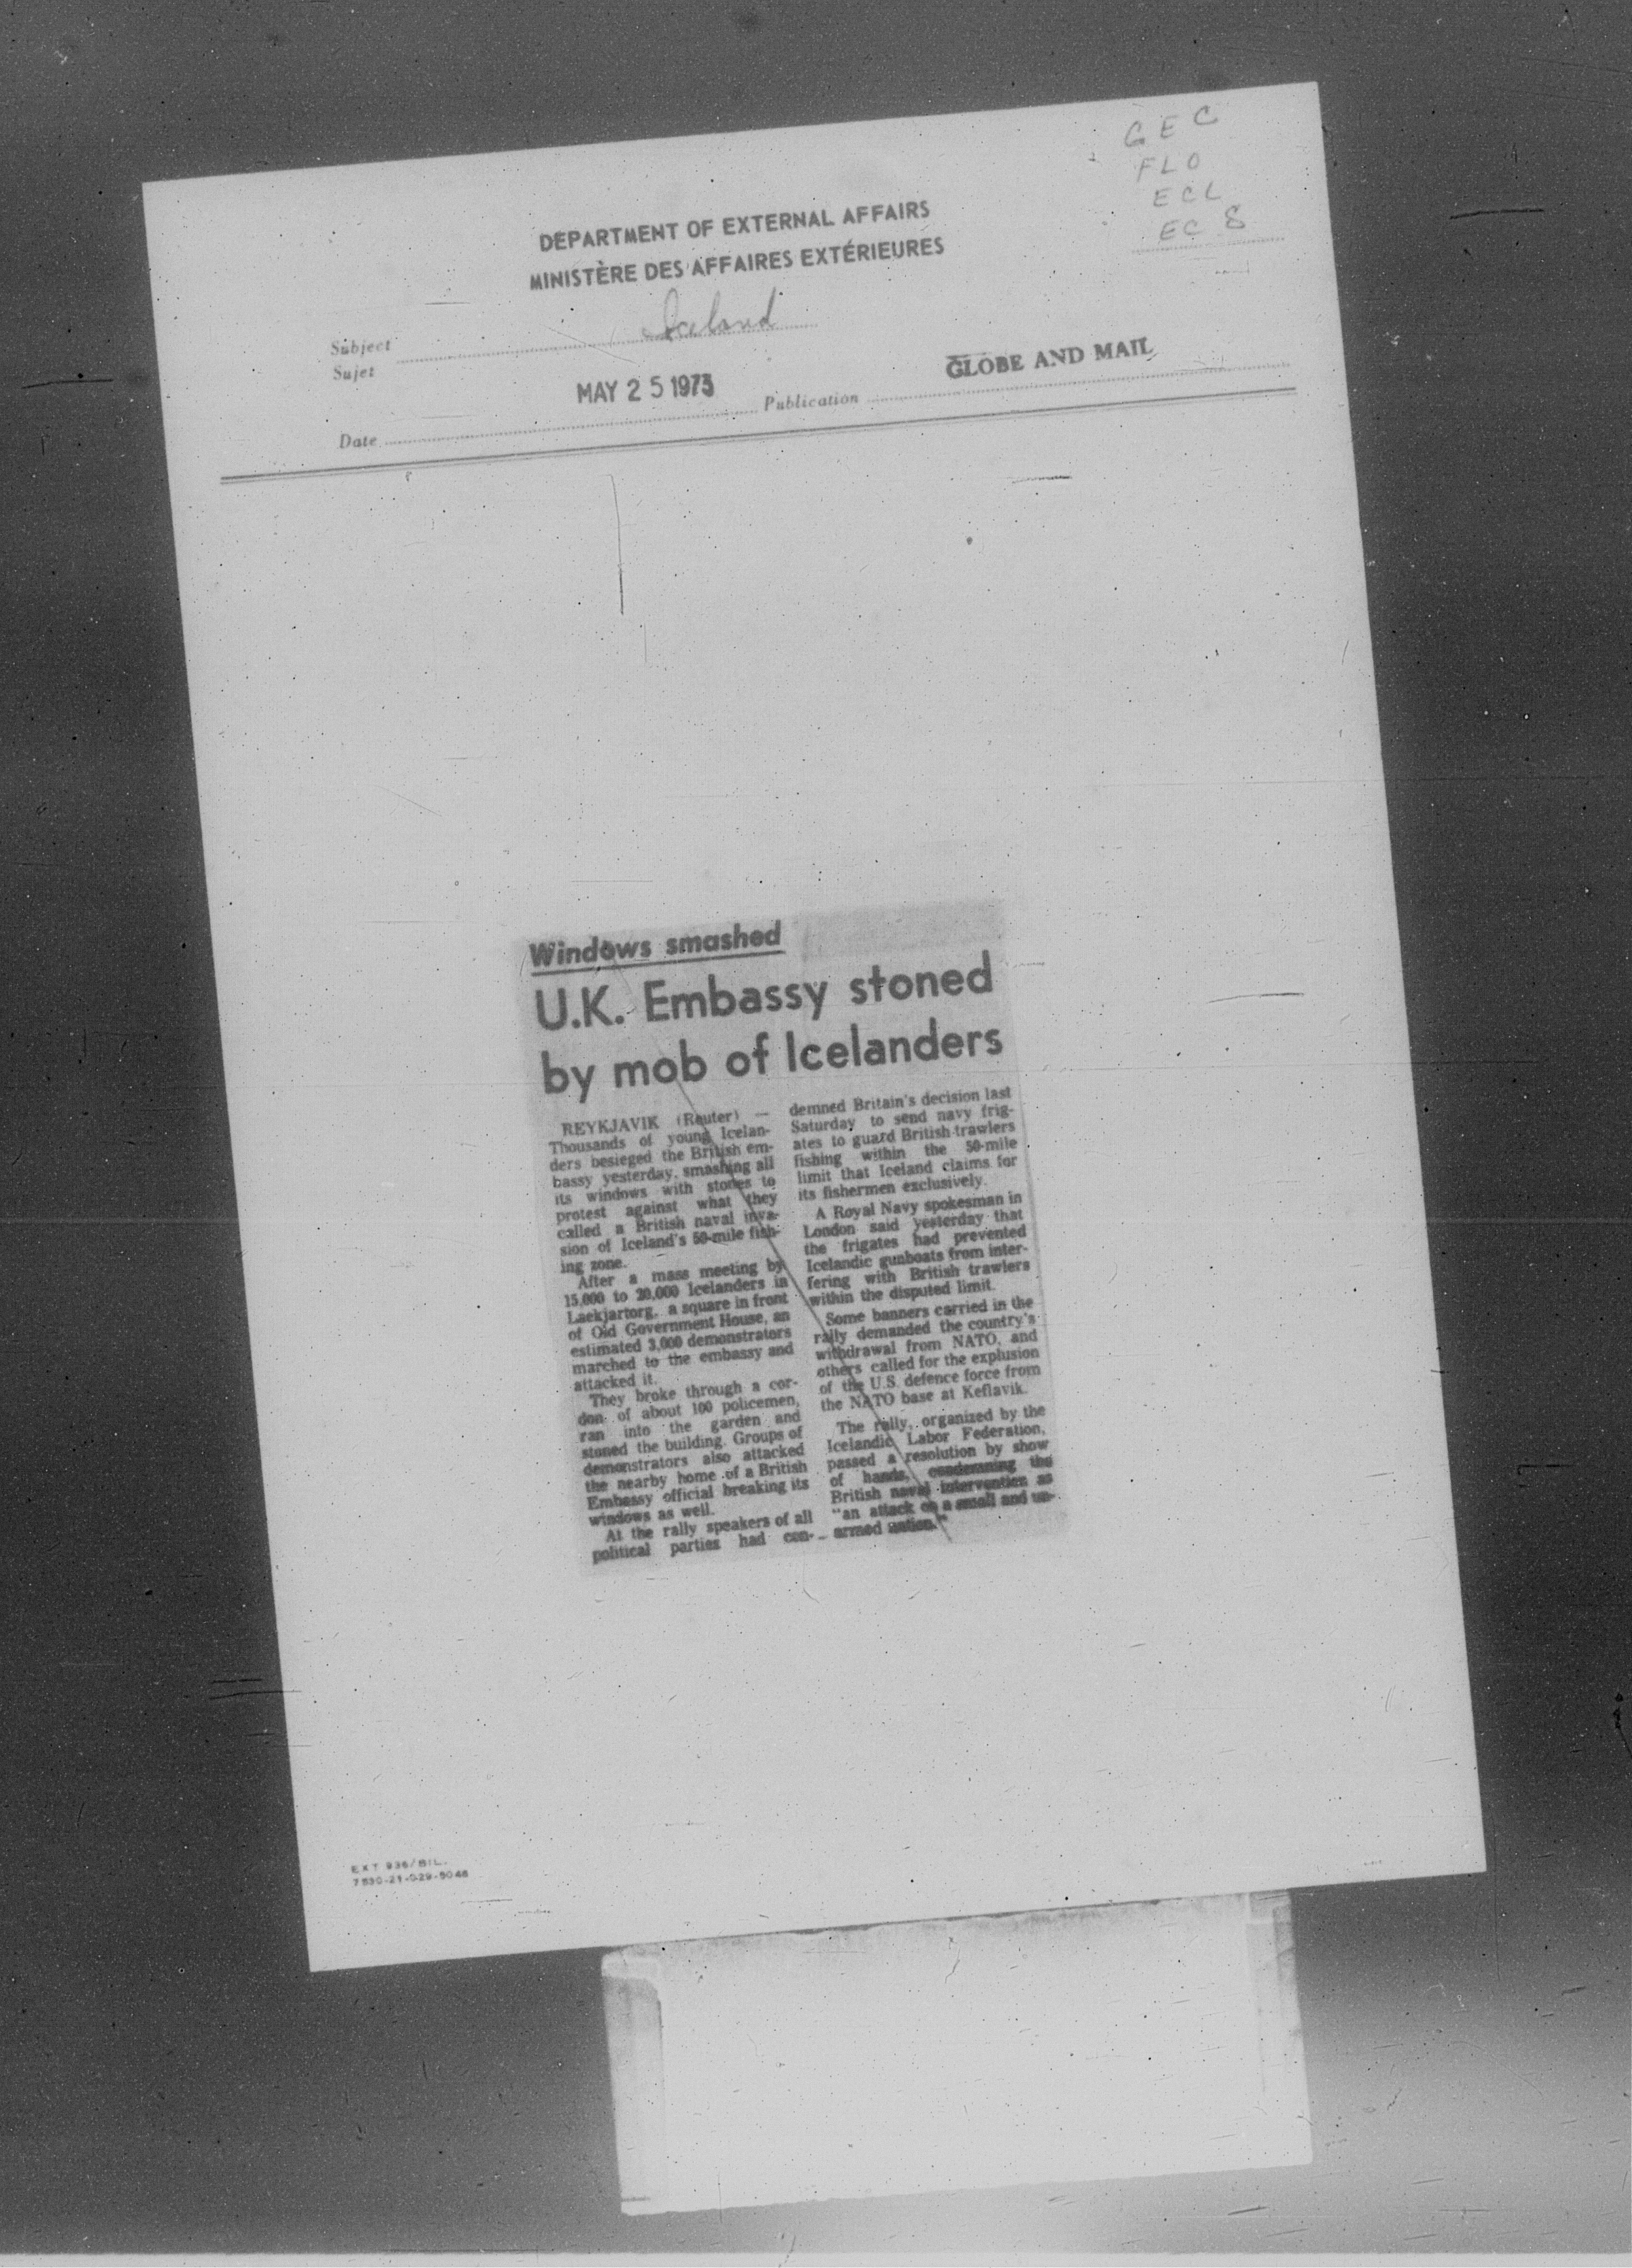 GEC
FLO
ECL
EC 8
DEPARTMENT OF EXTERNAL AFFAIRS
MINISTÈRE DES AFFAIRES EXTÉRIEURES
Subject Iceland
Sujet
Date MAY 25 1973 Publication GLOBE AND MAIL
Windows smashed
U.K. Embassy stoned
by mob of Icelanders
REYKJAVIK (Reuter) —
Thousands of young Icelan-
ders besieged the British em-
bassy yesterday, smashing all
its windows with stones to
protest against what they
called a British naval inva-
sion of Iceland's 50-mile fish-
ing zone.
After a mass meeting by
15,000 to 20,000 Icelanders in
Laekjartorg, a square in front
of Old Government House, an
estimated 3,000 demonstrators
marched to the embassy and
attacked it.
They broke through a cor-
don of about 100 policemen,
ran into the garden and
stoned the building. Groups of
demonstrators also attacked
the nearby home of a British
Embassy official breaking its
windows as well.
At the rally speakers of all
political parties had con-
demned Britain's decision last
Saturday to send navy frig-
ates to guard British trawlers
fishing within the 50-mile
limit that Iceland claims for
its fishermen exclusively.
A Royal Navy spokesman in
London said yesterday that
the frigates had prevented
Icelandic gunboats from inter-
fering with British trawlers
within the disputed limit.
Some banners carried in the
rally demanded the country's
withdrawal from NATO, and
others called for the explusion
of the U.S. defence force from
the NATO base at Keflavik.
The rally, organized by the
Icelandic Labor Federation,
passed a resolution by show
of hands, condemning the
British naval intervention as
"an attack on a small and un-
armed nation."
EXT 936/BIL.
7530-21-029-5046